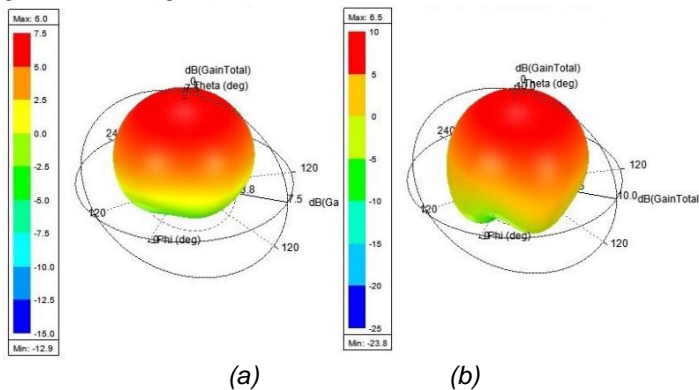 Max: 6.0
7.5
5.0
2.5
0.0
-2.5
-5.0
-7.5
-10.0
-12.5
-15.0
Min: -12.9
dB(GainTotal)
0
Theta (deg)
24
120
3.8
7.5
dB(Ga
120
Phi (deg)
120
(a)
Max: 6.5
10
5
0
-5
-10
-15
-20
-25
Min: -23.8
dB(GainTotal)
0
Theta (deg)
240
120
10.0
dB(GainTotal
120
Phi (deg)
120
(b)